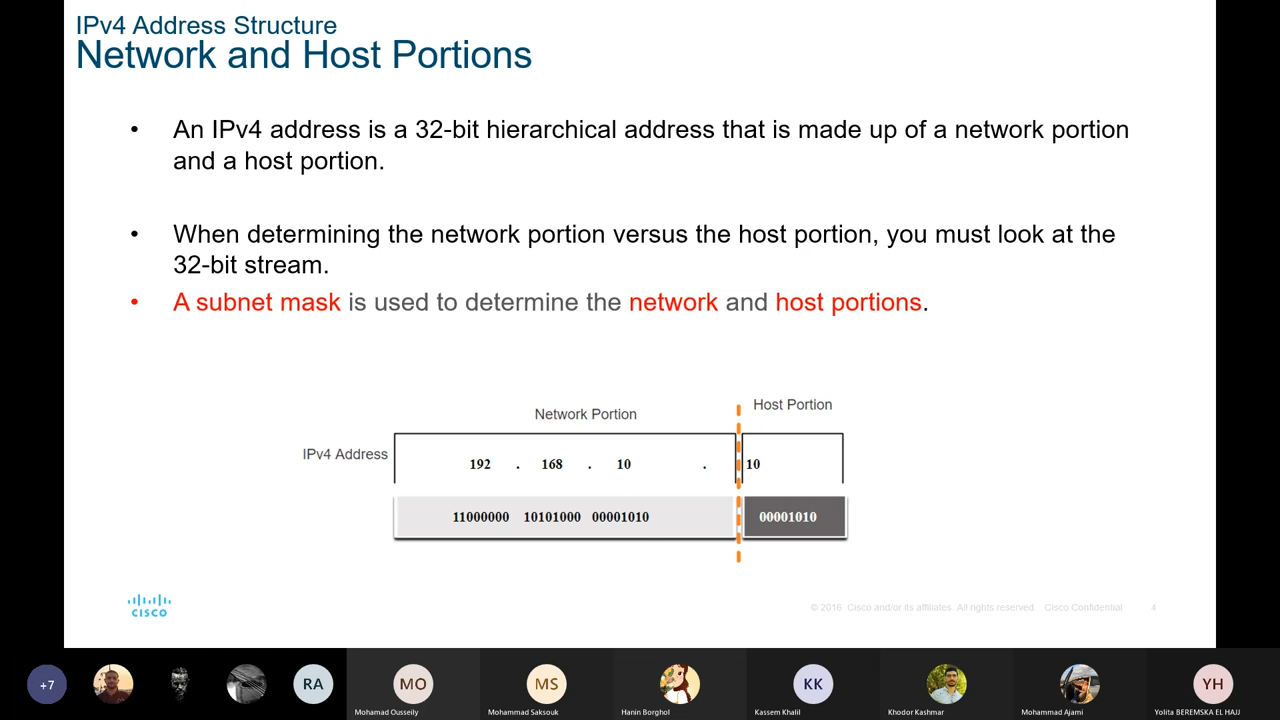 IPv4 Address Structure
Network and Host Portions
• An IPv4 address is a 32-bit hierarchical address that is made up of a network portion
and a host portion.
• When determining the network portion versus the host portion, you must look at the
32-bit stream.
• A subnet mask is used to determine the network and host portions.
Network Portion
Host Portion
IPv4 Address
192 . 168 . 10 . 10
11000000 10101000 00001010 00001010
CISCO
© 2016 Cisco and/or its affiliates. All rights reserved. Cisco Confidential 4
+7 RA MO MS KK YH
Mohamad Ousseily Mohammad Saksouk Hanin Borghol Kassem Khalil Khodor Kashmar Mohammad Ajami Yolita BEREMSKA EL HAJJ